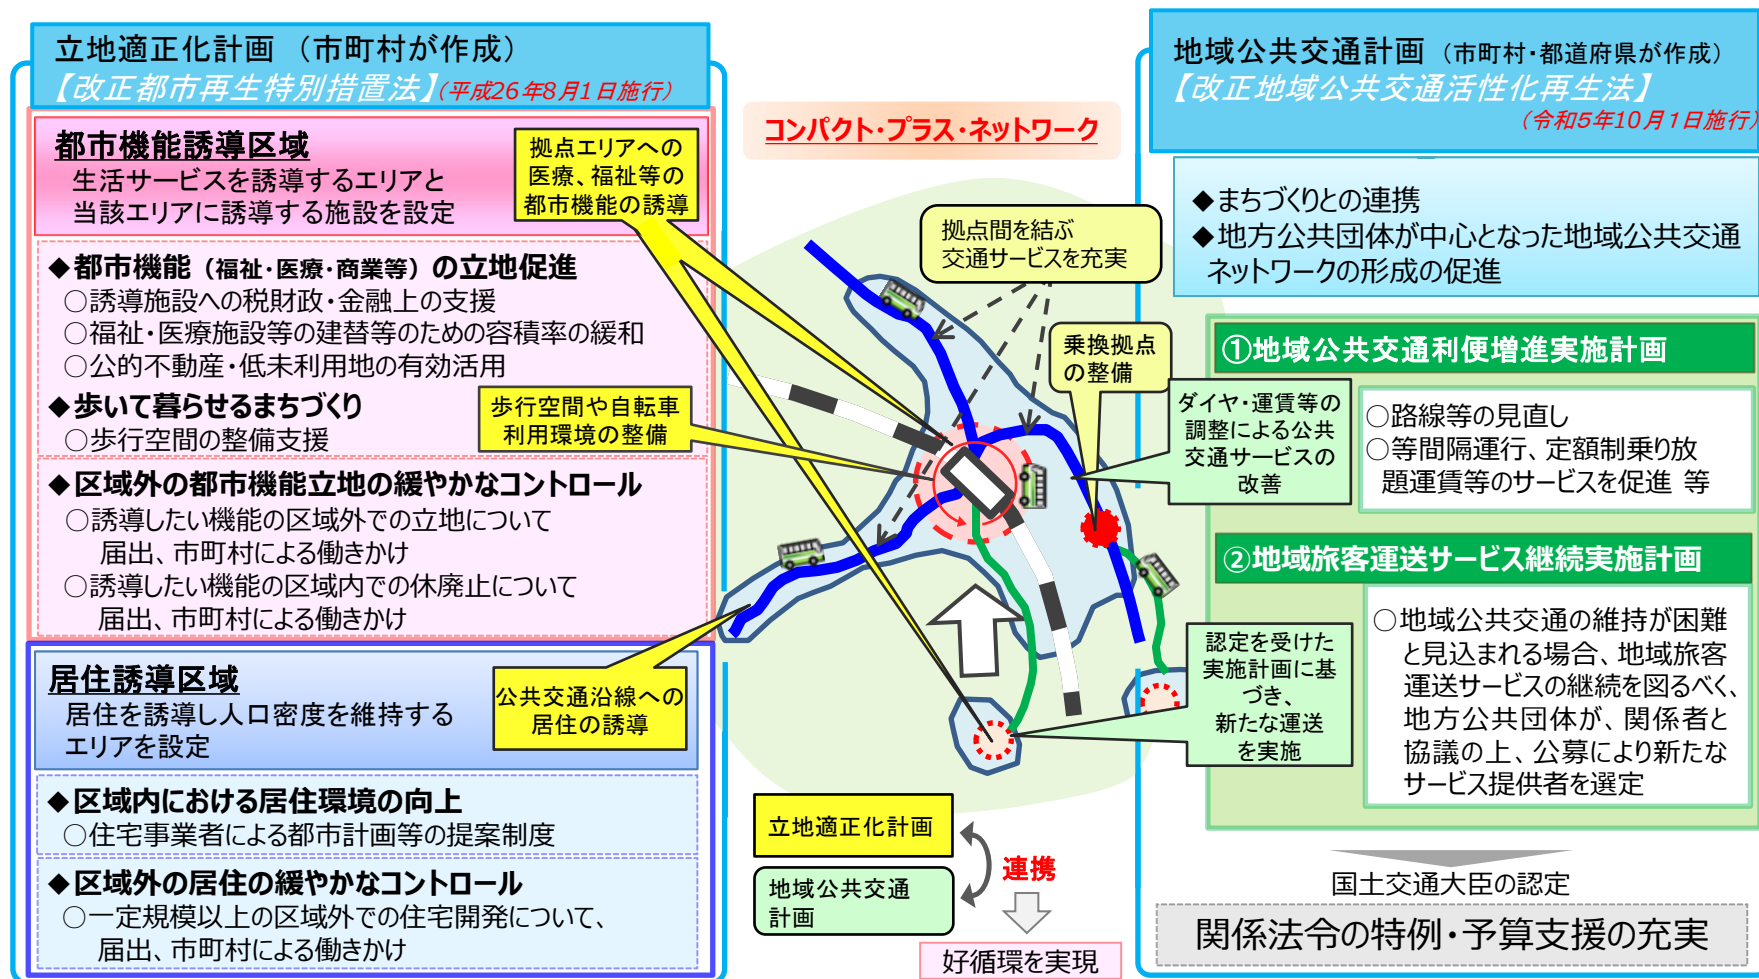 立地適正化計画 （市町村が作成）
【改正都市再生特別措置法】（平成26年8月1日施行）
都市機能誘導区域
生活サービスを誘導するエリアと
当該エリアに誘導する施設を設定
◆都市機能（福祉・医療・商業等）の立地促進
○誘導施設への税財政・金融上の支援
○福祉・医療施設等の建替等のための容積率の緩和
○公的不動産・低未利用地の有効活用
◆歩いて暮らせるまちづくり
○歩行空間の整備支援
◆区域外の都市機能立地の緩やかなコントロール
○誘導したい機能の区域外での立地について
届出、市町村による働きかけ
○誘導したい機能の区域内での休廃止について
届出、市町村による働きかけ
居住誘導区域
居住を誘導し人口密度を維持する
エリアを設定
◆区域内における居住環境の向上
○住宅事業者による都市計画等の提案制度
◆区域外の居住の緩やかなコントロール
○一定規模以上の区域外での住宅開発について、
届出、市町村による働きかけ
コンパクト・プラス・ネットワーク
拠点エリアへの
医療、福祉等の
都市機能の誘導
拠点間を結ぶ
交通サービスを充実
乗換拠点
の整備
歩行空間や自転車
利用環境の整備
ダイヤ・運賃等の
調整による公共
交通サービスの
改善
公共交通沿線への
居住の誘導
認定を受けた
実施計画に基
づき、
新たな運送
を実施
立地適正化計画
連携
地域公共交通
計画
好循環を実現
地域公共交通計画（市町村・都道府県が作成）
【改正地域公共交通活性化再生法】
（令和5年10月1日施行）
◆まちづくりとの連携
◆地方公共団体が中心となった地域公共交通
ネットワークの形成の促進
①地域公共交通利便増進実施計画
○路線等の見直し
○等間隔運行、定額制乗り放
題運賃等のサービスを促進 等
②地域旅客運送サービス継続実施計画
○地域公共交通の維持が困難
と見込まれる場合、地域旅客
運送サービスの継続を図るべく、
地方公共団体が、関係者と
協議の上、公募により新たな
サービス提供者を選定
国土交通大臣の認定
関係法令の特例・予算支援の充実